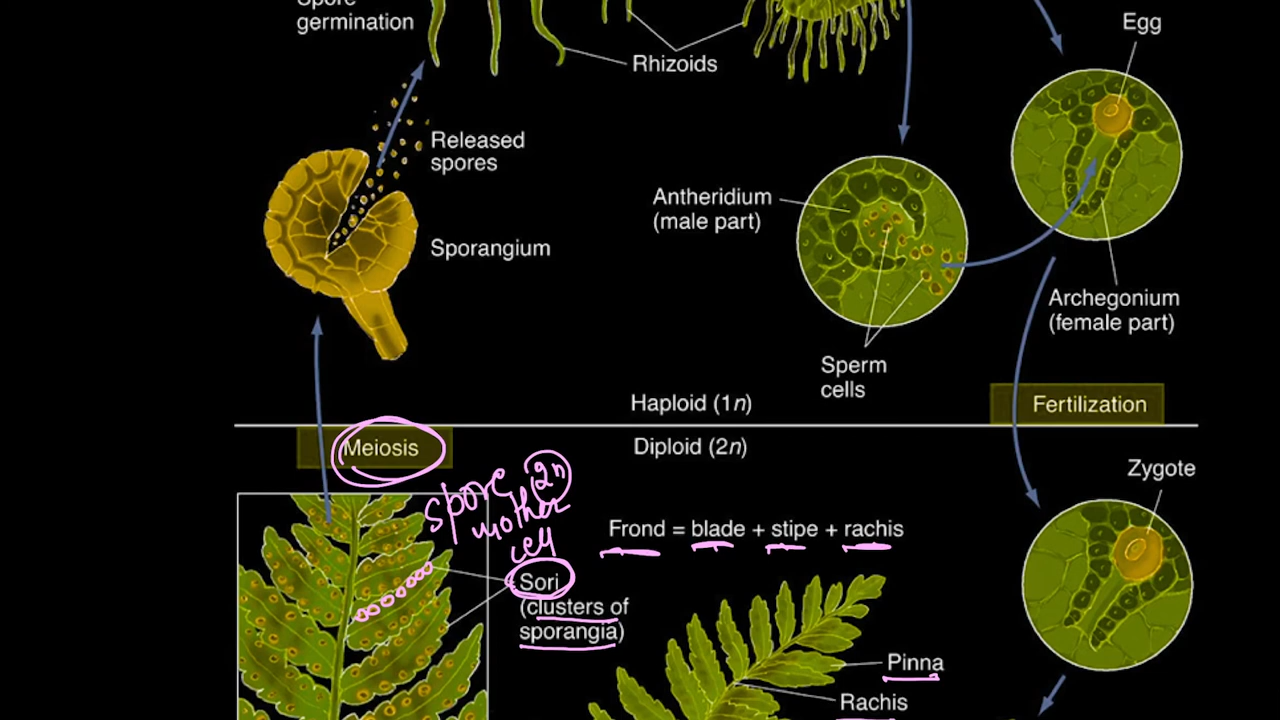 Spore
germination
Rhizoids
Egg
Released
spores
Antheridium
(male part)
Sporangium
Archegonium
(female part)
Sperm
cells
Haploid (1n)
Fertilization
Meiosis
Diploid (2n)
Zygote
spore 2n
mother
cell
Frond = blade + stipe + rachis
Sori
(clusters of
sporangia)
Pinna
Rachis